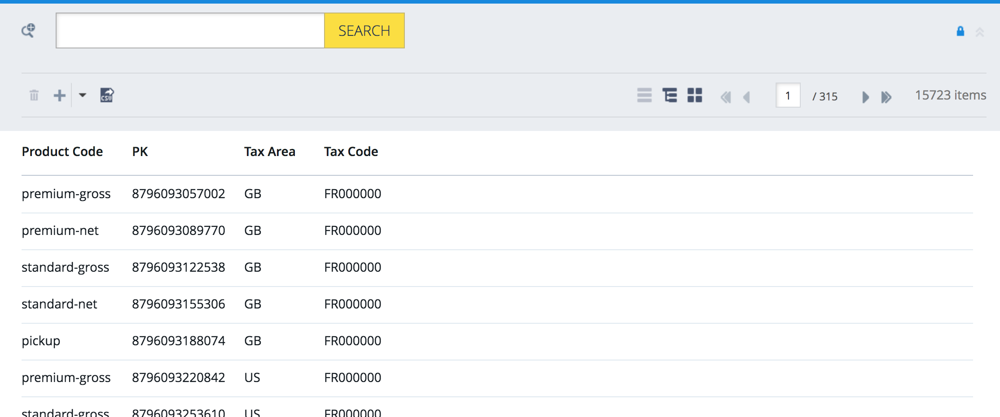 SEARCH
CSV
1 / 315 15723 items
Product Code PK Tax Area Tax Code
premium-gross 8796093057002 GB FR000000
premium-net 8796093089770 GB FR000000
standard-gross 8796093122538 GB FR000000
standard-net 8796093155306 GB FR000000
pickup 8796093188074 GB FR000000
premium-gross 8796093220842 US FR000000
standard-gross 8796093253610 US FR000000